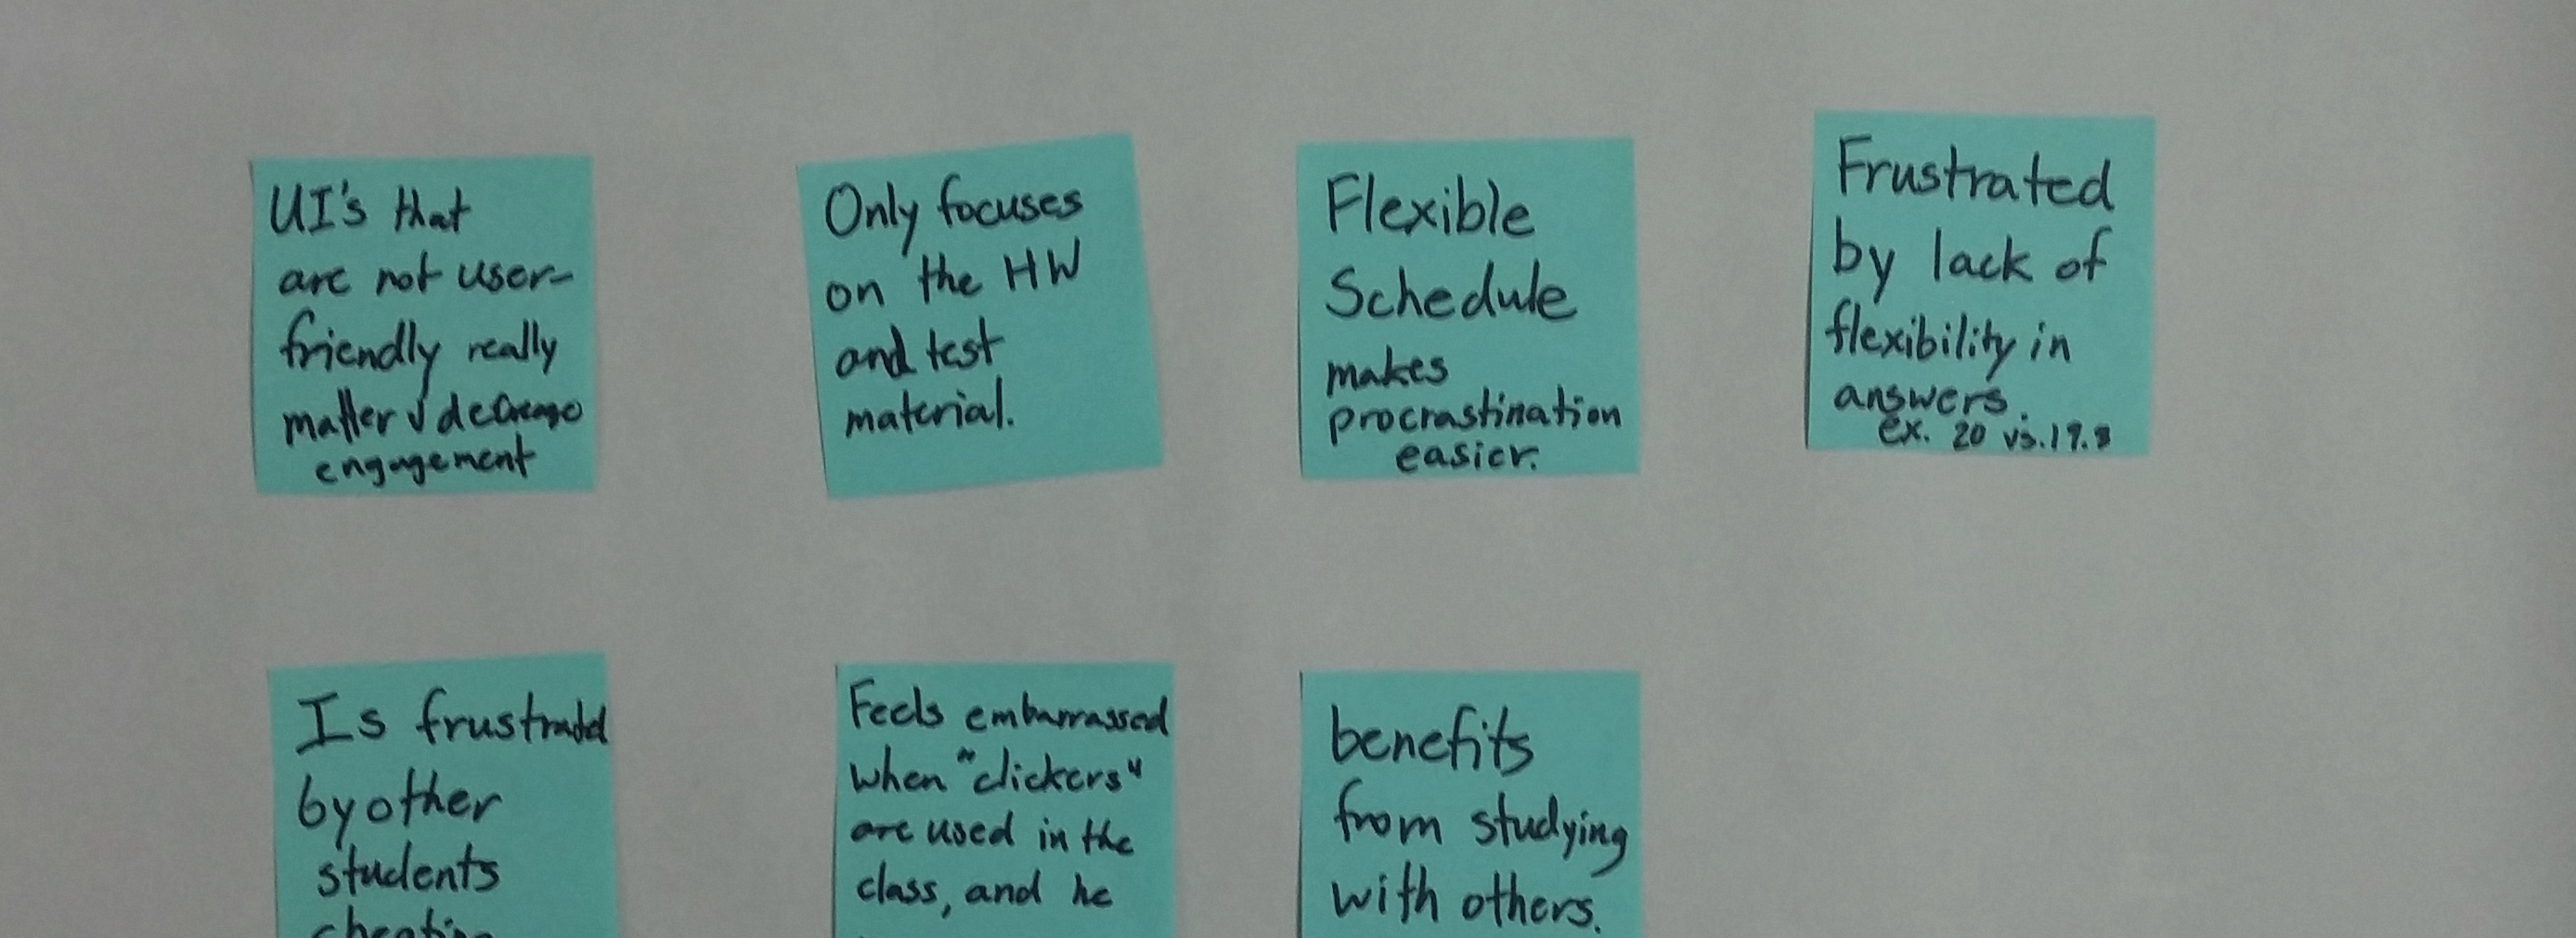 UI's that
are not user-
friendly really
matter & decrease
engagement
Only focuses
on the HW
and test
material.
Flexible
Schedule
makes
procrastination
easier.
Frustrated
by lack of
flexibility in
answers.
ex. 20 vs. 19.8
Is frustrated
by other
students
cheating
Feels embarrassed
when "clickers"
are used in the
class, and he
benefits
from studying
with others.